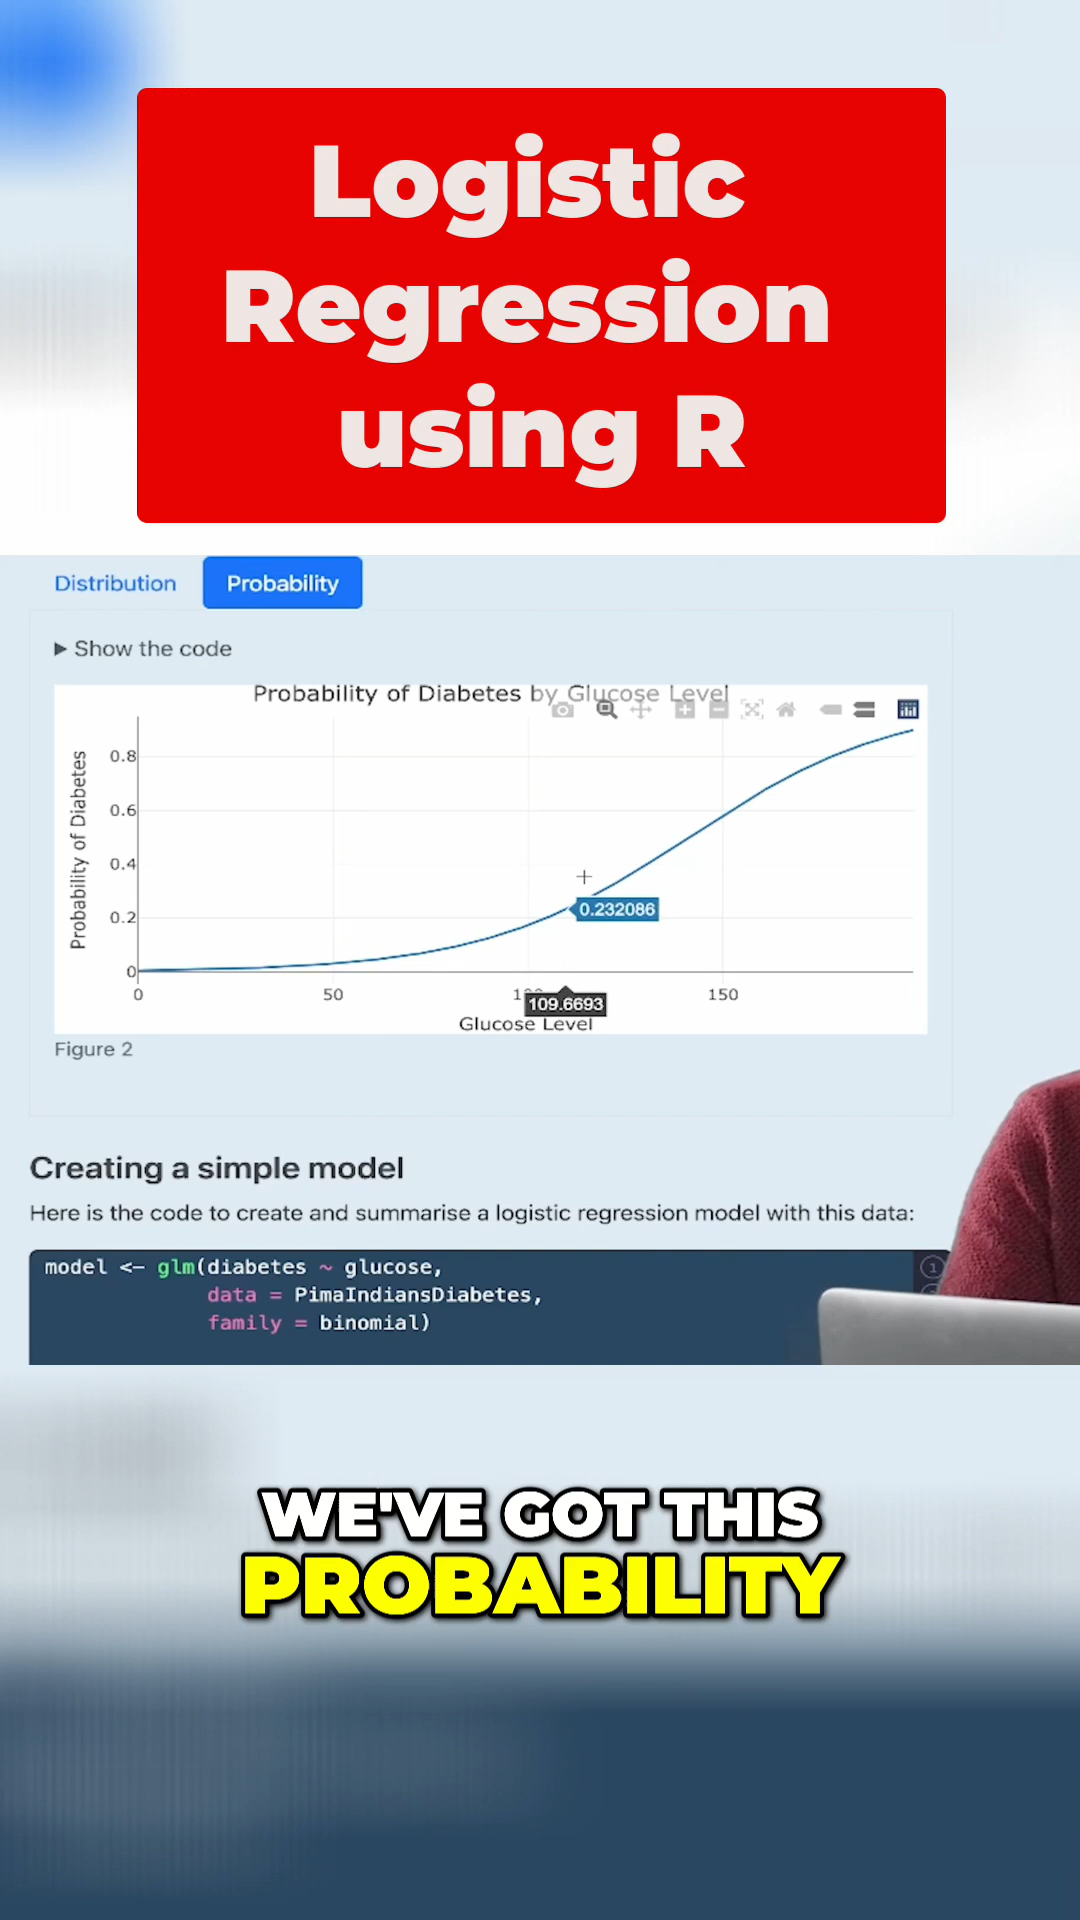 Logistic
Regression
using R
Distribution
Probability
▶ Show the code
Probability of Diabetes by Glucose Level
Probability of Diabetes
0.8
0.6
0.4
0.2
0
0.232086
0
50
150
109.6693
Glucose Level
Figure 2
Creating a simple model
Here is the code to create and summarise a logistic regression model with this data:
model <- glm(diabetes ~ glucose,
data = PimaIndiansDiabetes,
family = binomial)
1
WE'VE GOT THIS
PROBABILITY